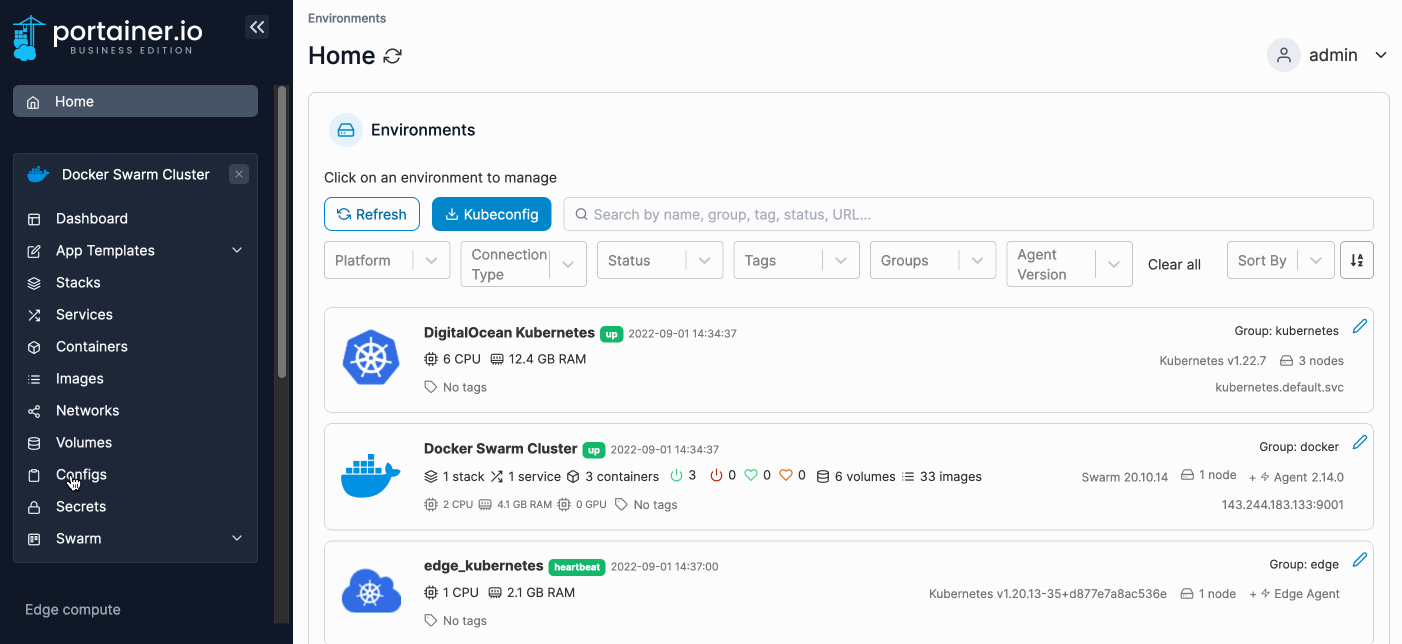 portainer.io
BUSINESS EDITION
Home
Docker Swarm Cluster
Dashboard
App Templates
Stacks
Services
Containers
Images
Networks
Volumes
Configs
Secrets
Swarm
Edge compute
Environments
Home
admin
Environments
Click on an environment to manage
Refresh
Kubeconfig
Search by name, group, tag, status, URL...
Platform
Connection
Type
Status
Tags
Groups
Agent
Version
Clear all
Sort By
DigitalOcean Kubernetes up 2022-09-01 14:34:37
Group: kubernetes
6 CPU 12.4 GB RAM
Kubernetes v1.22.7 3 nodes
No tags
kubernetes.default.svc
Docker Swarm Cluster up 2022-09-01 14:34:37
Group: docker
1 stack 1 service 3 containers 3 0 0 0 6 volumes 33 images
Swarm 20.10.14 1 node + Agent 2.14.0
2 CPU 4.1 GB RAM 0 GPU No tags
143.244.183.133:9001
edge_kubernetes heartbeat 2022-09-01 14:37:00
Group: edge
1 CPU 2.1 GB RAM
Kubernetes v1.20.13-35+d877e7a8ac536e 1 node + Edge Agent
No tags